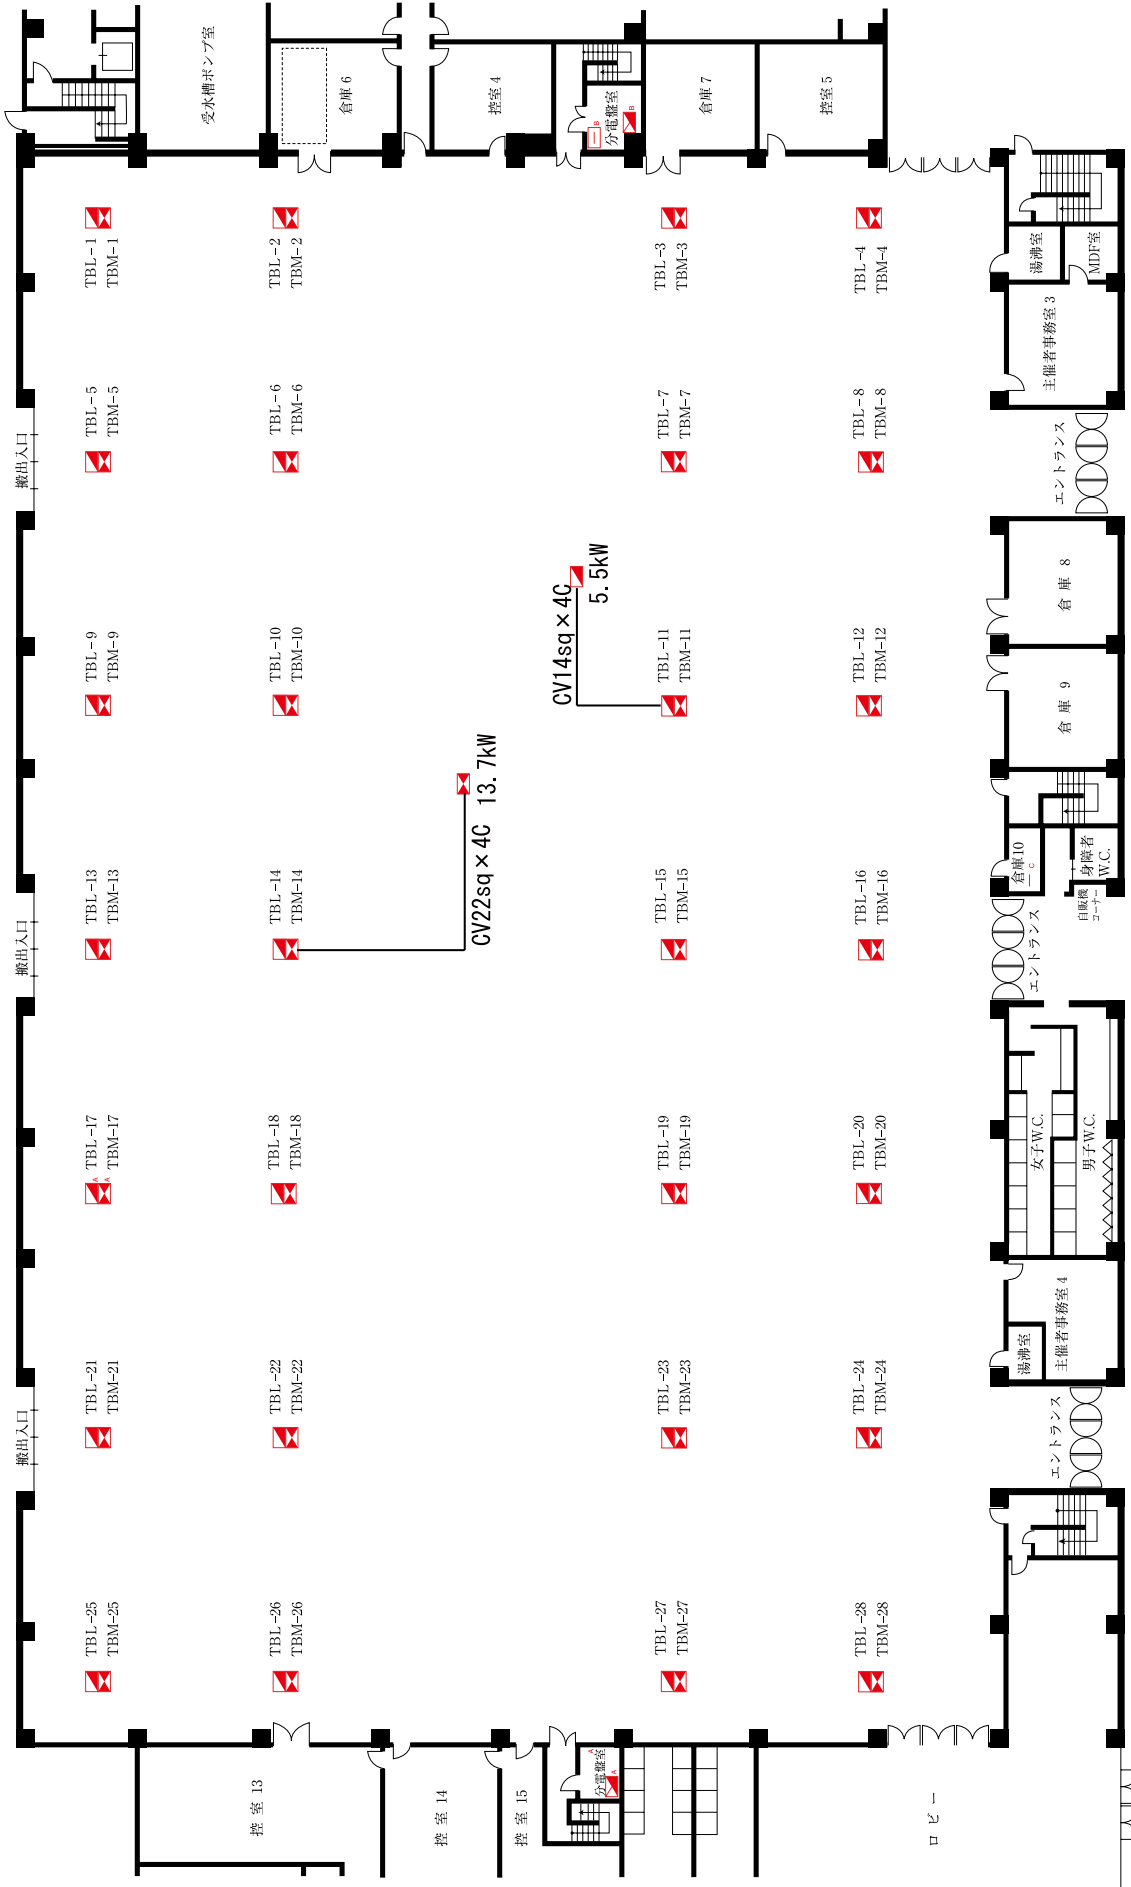 受水槽ポンプ室
倉庫 6
控室 4
分電盤室
B
B
倉庫 7
控室 5
TBL-1
TBM-1
TBL-2
TBM-2
TBL-3
TBM-3
TBL-4
TBM-4
湯沸室
MDF室
主催者事務室 3
搬出入口
TBL-5
TBM-5
TBL-6
TBM-6
TBL-7
TBM-7
TBL-8
TBM-8
エントランス
CV14sq×4C
5.5kW
倉庫 8
TBL-9
TBM-9
TBL-10
TBM-10
TBL-11
TBM-11
TBL-12
TBM-12
倉庫 9
13.7kW
CV22sq×4C
搬出入口
TBL-13
TBM-13
TBL-14
TBM-14
TBL-15
TBM-15
TBL-16
TBM-16
倉庫10
C
身障者
W.C.
自販機
コーナー
エントランス
TBL-17
TBM-17
A
A
TBL-18
TBM-18
TBL-19
TBM-19
TBL-20
TBM-20
女子W.C.
男子W.C.
湯沸室
主催者事務室 4
搬出入口
TBL-21
TBM-21
TBL-22
TBM-22
TBL-23
TBM-23
TBL-24
TBM-24
エントランス
TBL-25
TBM-25
TBL-26
TBM-26
TBL-27
TBM-27
TBL-28
TBM-28
控室 13
控室 14
控室 15
分電盤室
A
A
ロビー